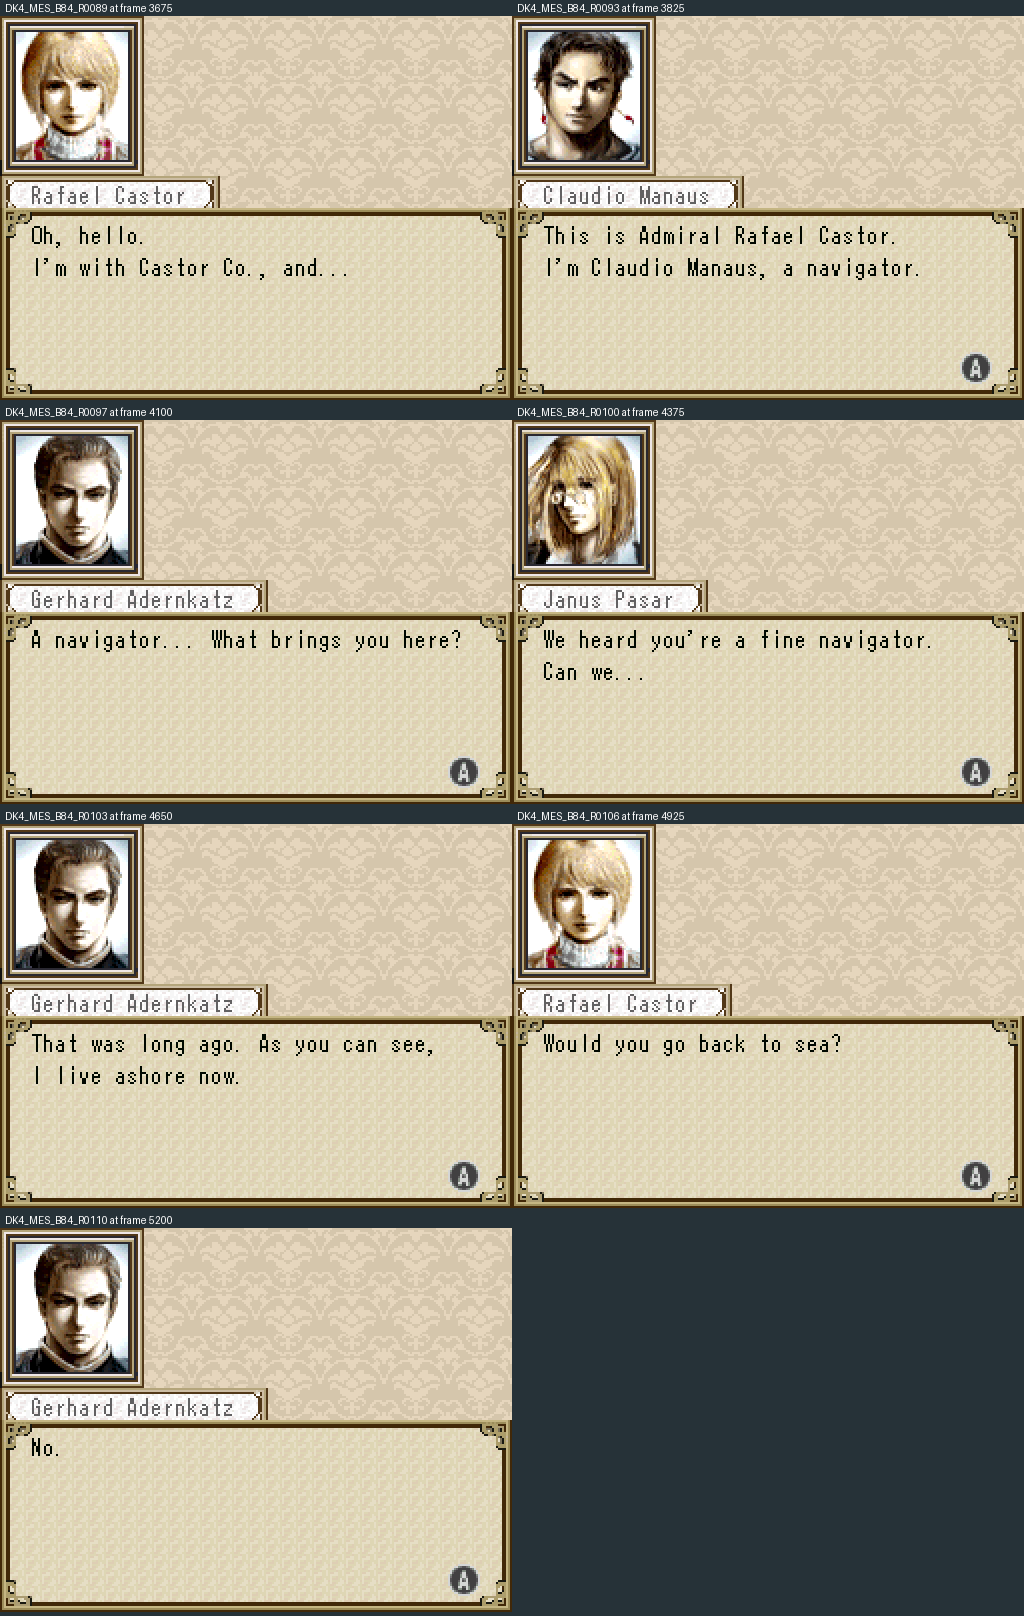 DK4_MES_B84_R0089 at frame 3675
Rafael Castor
Oh, hello.
I'm with Castor Co., and...
DK4_MES_B84_R0093 at frame 3825
Claudio Manaus
This is Admiral Rafael Castor.
I'm Claudio Manaus, a navigator.
A
DK4_MES_B84_R0097 at frame 4100
Gerhard Adernkatz
A navigator... What brings you here?
A
DK4_MES_B84_R0100 at frame 4375
Janus Pasar
We heard you're a fine navigator.
Can we...
A
DK4_MES_B84_R0103 at frame 4650
Gerhard Adernkatz
That was long ago. As you can see,
I live ashore now.
A
DK4_MES_B84_R0106 at frame 4925
Rafael Castor
Would you go back to sea?
A
DK4_MES_B84_R0110 at frame 5200
Gerhard Adernkatz
No.
A